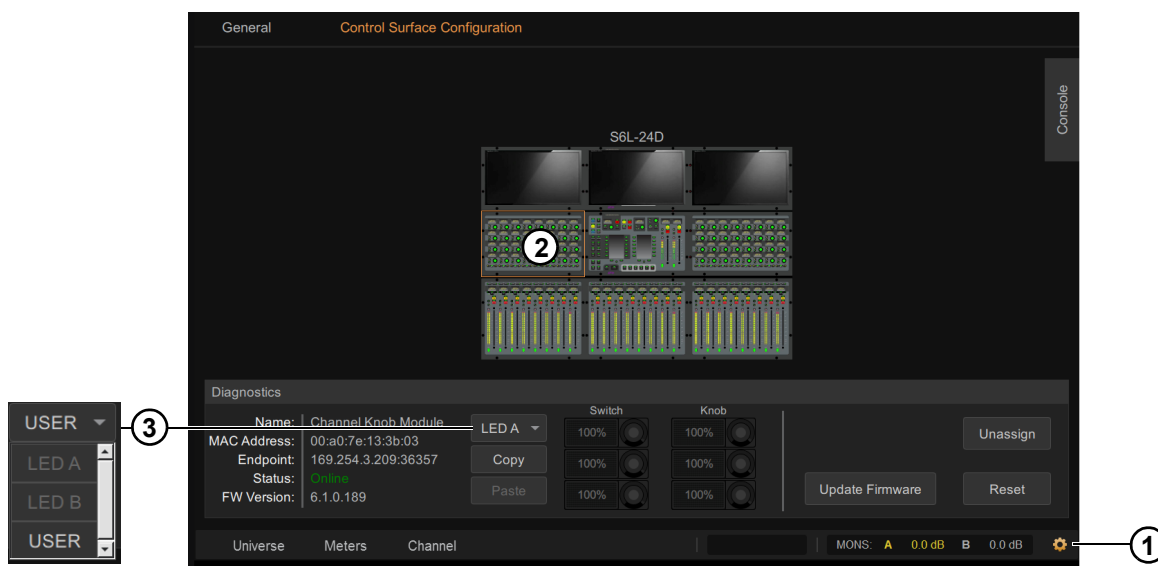 General
Control Surface Configuration
Console
S6L-24D
2
Diagnostics
Switch
Knob
Name: Channel Knob Module
MAC Address: 00:a0:7e:13:3b:03
Endpoint: 169.254.3.209:36357
Status: Online
FW Version: 6.1.0.189
LED A
Copy
Paste
100%
100%
100%
100%
100%
100%
Unassign
Update Firmware
Reset
USER
LED A
LED B
USER
3
Universe
Meters
Channel
MONS: A 0.0 dB B 0.0 dB
1